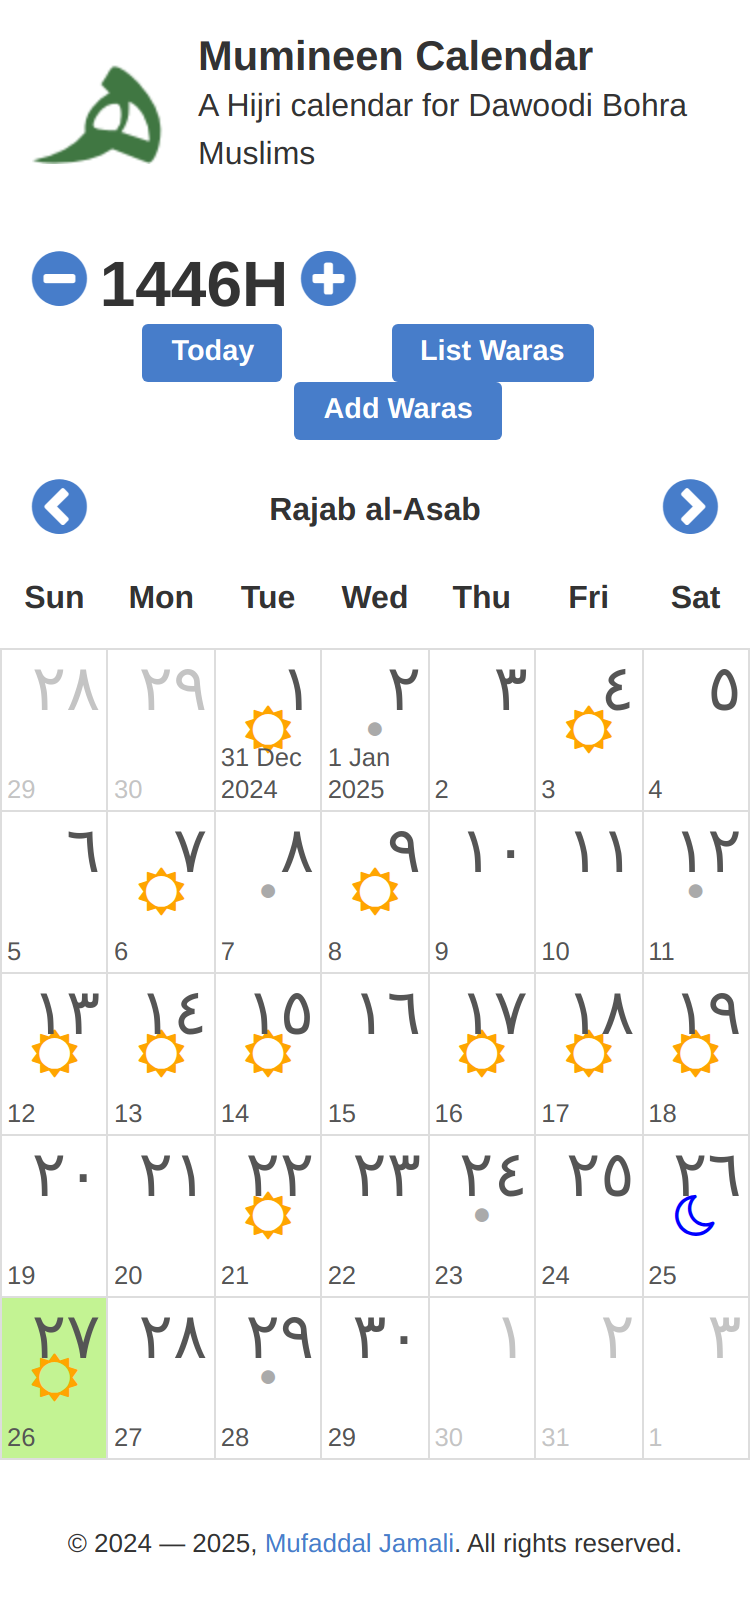 Mumineen Calendar
A Hijri calendar for Dawoodi Bohra
Muslims
1446H
Today List Waras
Add Waras
Rajab al-Asab
Sun Mon Tue Wed Thu Fri Sat
٢٨ ٢٩ ١ ٢ ٣ ٤ ٥
31 Dec 1 Jan
29 30 2024 2025 2 3 4
٦ ٧ ٨ ٩ ١٠ ١١ ١٢
5 6 7 8 9 10 11
١٣ ١٤ ١٥ ١٦ ١٧ ١٨ ١٩
12 13 14 15 16 17 18
٢٠ ٢١ ٢٢ ٢٣ ٢٤ ٢٥ ٢٦
19 20 21 22 23 24 25
٢٧ ٢٨ ٢٩ ٣٠ ١ ٢ ٣
26 27 28 29 30 31 1
© 2024 — 2025, Mufaddal Jamali. All rights reserved.